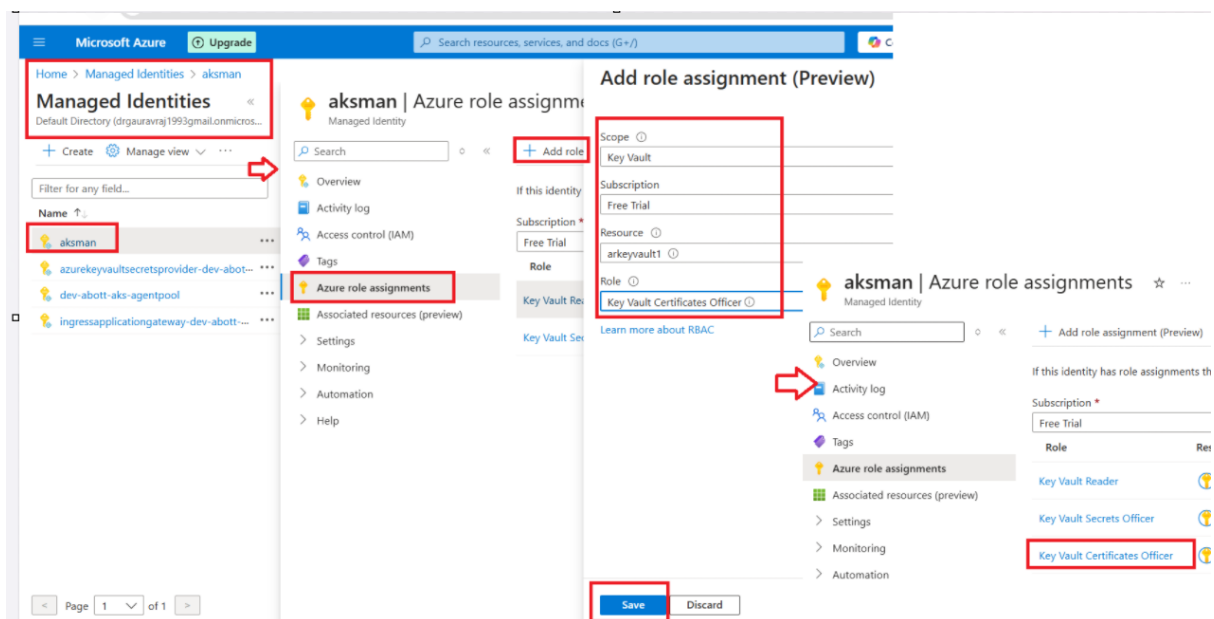 Microsoft Azure
Upgrade
Search resources, services, and docs (G+/)
Home > Managed Identities > aksman
Managed Identities
Default Directory (drgauravraj1993gmail.onmicros...
+ Create
Manage view
...
Filter for any field...
Name ↑↓
aksman
...
azurekeyvaultsecretsprovider-dev-abot-...
...
dev-abott-aks-agentpool
...
ingressapplicationgateway-dev-abott-...
...
< Page 1 of 1 >
aksman | Azure role assignme
Managed Identity
Search
Overview
Activity log
Access control (IAM)
Tags
Azure role assignments
Associated resources (preview)
> Settings
> Monitoring
> Automation
> Help
+ Add role
If this identity
Subscription *
Free Trial
Role
Key Vault Rea
Key Vault Sec
Add role assignment (Preview)
Scope
Key Vault
Subscription
Free Trial
Resource
arkeyvault1
Role
Key Vault Certificates Officer
Learn more about RBAC
Save
Discard
aksman | Azure role assignments
...
Managed Identity
Search
Overview
Activity log
Access control (IAM)
Tags
Azure role assignments
Associated resources (preview)
> Settings
> Monitoring
> Automation
+ Add role assignment (Preview)
If this identity has role assignments th
Subscription *
Free Trial
Role
Res
Key Vault Reader
Key Vault Secrets Officer
Key Vault Certificates Officer